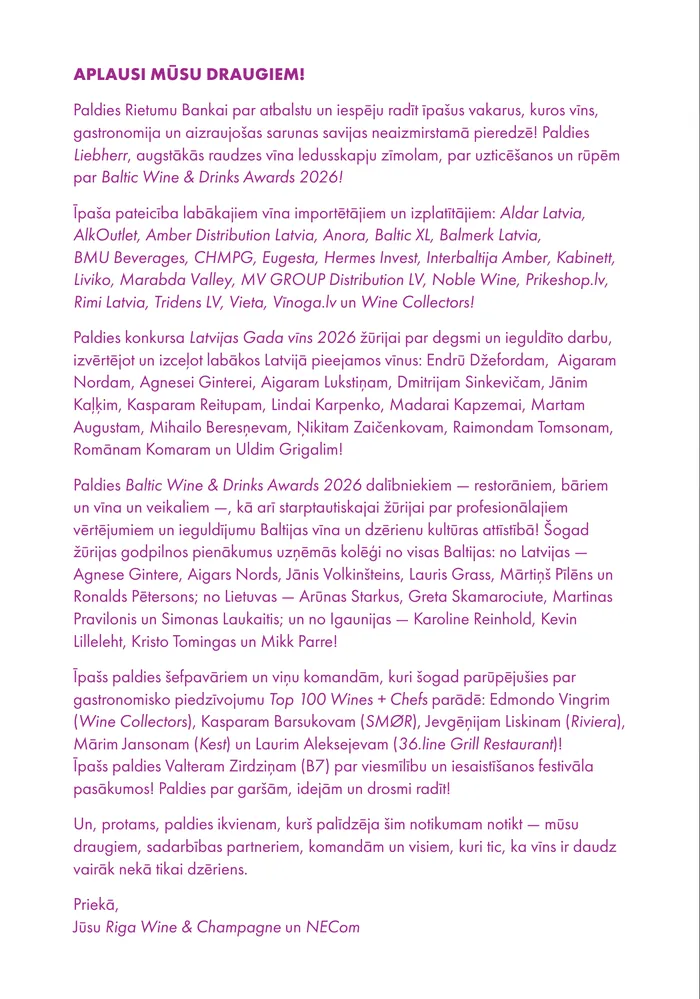 APLAUSI MŪSU DRAUGIEM!
Paldies Rietumu Bankai par atbalstu un iespēju radīt īpašus vakarus, kuros vīns,
gastronomija un aizraujošas sarunas savijas neaizmirstamā pieredzē! Paldies
Liebherr, augstākās raudzes vīna ledusskapju zīmolam, par uzticēšanos un rūpēm
par Baltic Wine & Drinks Awards 2026!
Īpaša pateicība labākajiem vīna importētājiem un izplatītājiem: Aldar Latvia,
AlkOutlet, Amber Distribution Latvia, Anora, Baltic XL, Balmerk Latvia,
BMU Beverages, CHMPG, Eugesta, Hermes Invest, Interbaltija Amber, Kabinett,
Liviko, Marabda Valley, MV GROUP Distribution LV, Noble Wine, Prikeshop.lv,
Rimi Latvia, Tridens LV, Vieta, Vīnoga.lv un Wine Collectors!
Paldies konkursa Latvijas Gada vīns 2026 žūrijai par degsmi un ieguldīto darbu,
izvērtējot un izceļot labākos Latvijā pieejamos vīnus: Endrū Džefordam, Aigaram
Nordam, Agnesei Ginterei, Aigaram Lukstiņam, Dmitrijam Sinkevičam, Jānim
Kaļķim, Kasparam Reitupam, Lindai Karpenko, Madarai Kapzemai, Martam
Augustam, Mihailo Beresņevam, Ņikitam Zaičenkovam, Raimondam Tomsonam,
Romānam Komaram un Uldim Grigalim!
Paldies Baltic Wine & Drinks Awards 2026 dalībniekiem — restorāniem, bāriem
un vīna un veikaliem —, kā arī starptautiskajai žūrijai par profesionālajiem
vērtējumiem un ieguldījumu Baltijas vīna un dzērienu kultūras attīstībā! Šogad
žūrijas godpilnos pienākumus uzņēmās kolēģi no visas Baltijas: no Latvijas —
Agnese Gintere, Aigars Nords, Jānis Volkinšteins, Lauris Grass, Mārtiņš Pīlēns un
Ronalds Pētersons; no Lietuvas — Arūnas Starkus, Greta Skamarociute, Martinas
Pravilonis un Simonas Laukaitis; un no Igaunijas — Karoline Reinhold, Kevin
Lilleleht, Kristo Tomingas un Mikk Parre!
Īpašs paldies šefpavāriem un viņu komandām, kuri šogad parūpējušies par
gastronomisko piedzīvojumu Top 100 Wines + Chefs parādē: Edmondo Vingrim
(Wine Collectors), Kasparam Barsukovam (SMØR), Jevgēņijam Liskinam (Riviera),
Mārim Jansonam (Kest) un Laurim Aleksejevam (36.line Grill Restaurant)!
Īpašs paldies Valteram Zirdziņam (B7) par viesmīlību un iesaistīšanos festivāla
pasākumos! Paldies par garšām, idejām un drosmi radīt!
Un, protams, paldies ikvienam, kurš palīdzēja šim notikumam notikt — mūsu
draugiem, sadarbības partneriem, komandām un visiem, kuri tic, ka vīns ir daudz
vairāk nekā tikai dzēriens.
Priekā,
Jūsu Riga Wine & Champagne un NECom